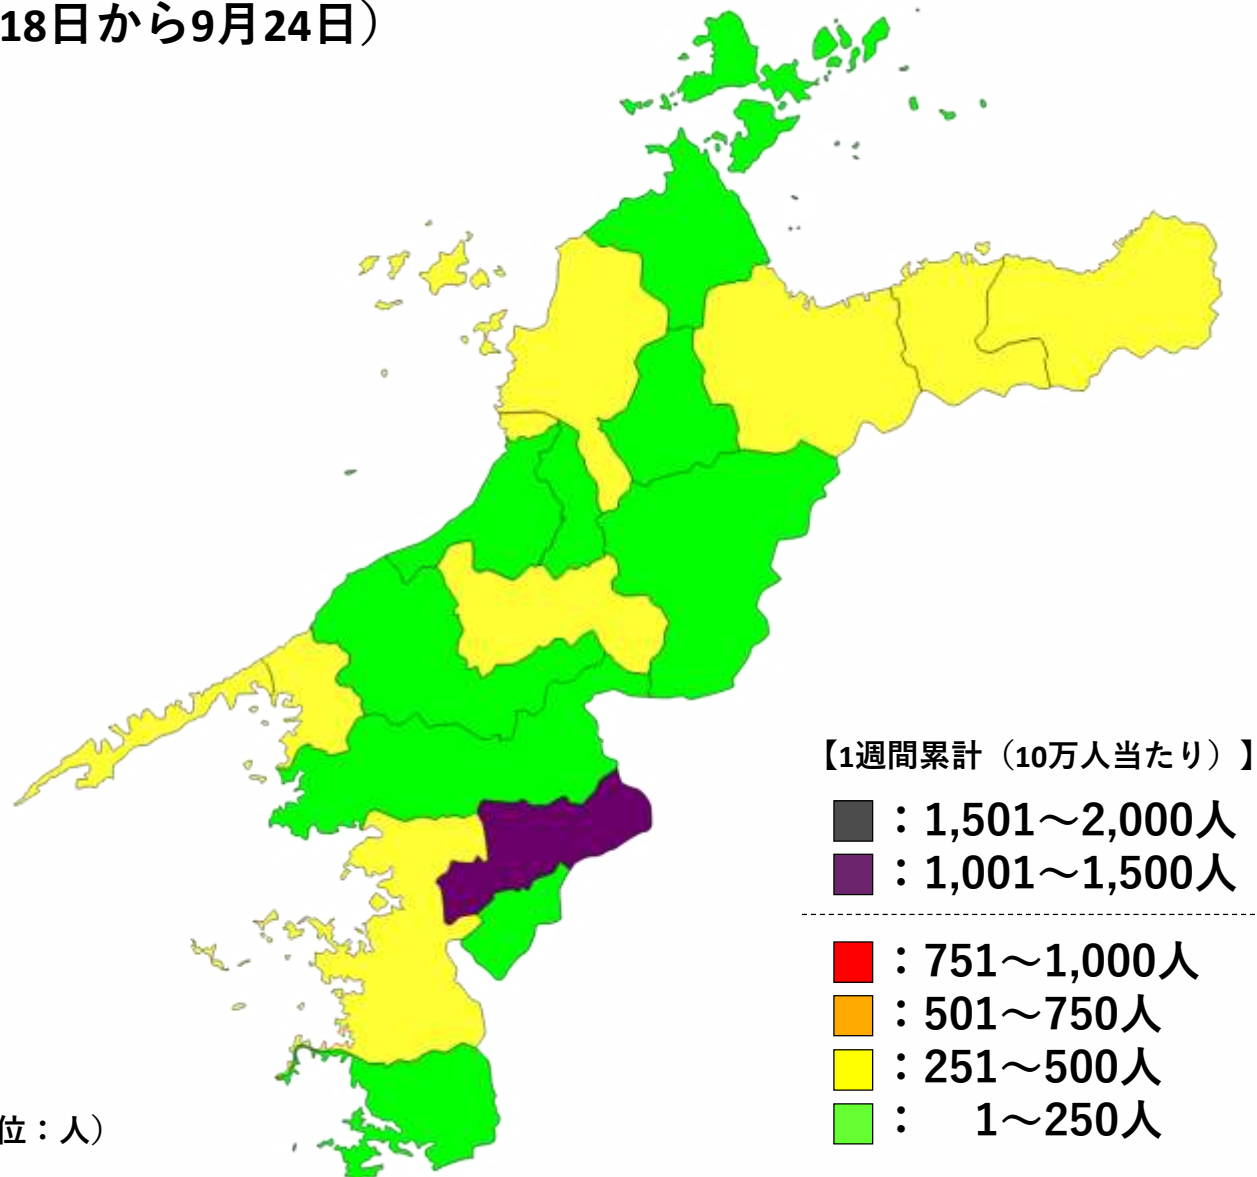 18日から9月24日）
【1週間累計（10万人当たり）】
：1,501～2,000人
：1,001～1,500人
：751～1,000人
：501～750人
：251～500人
：　1～250人
位：人）